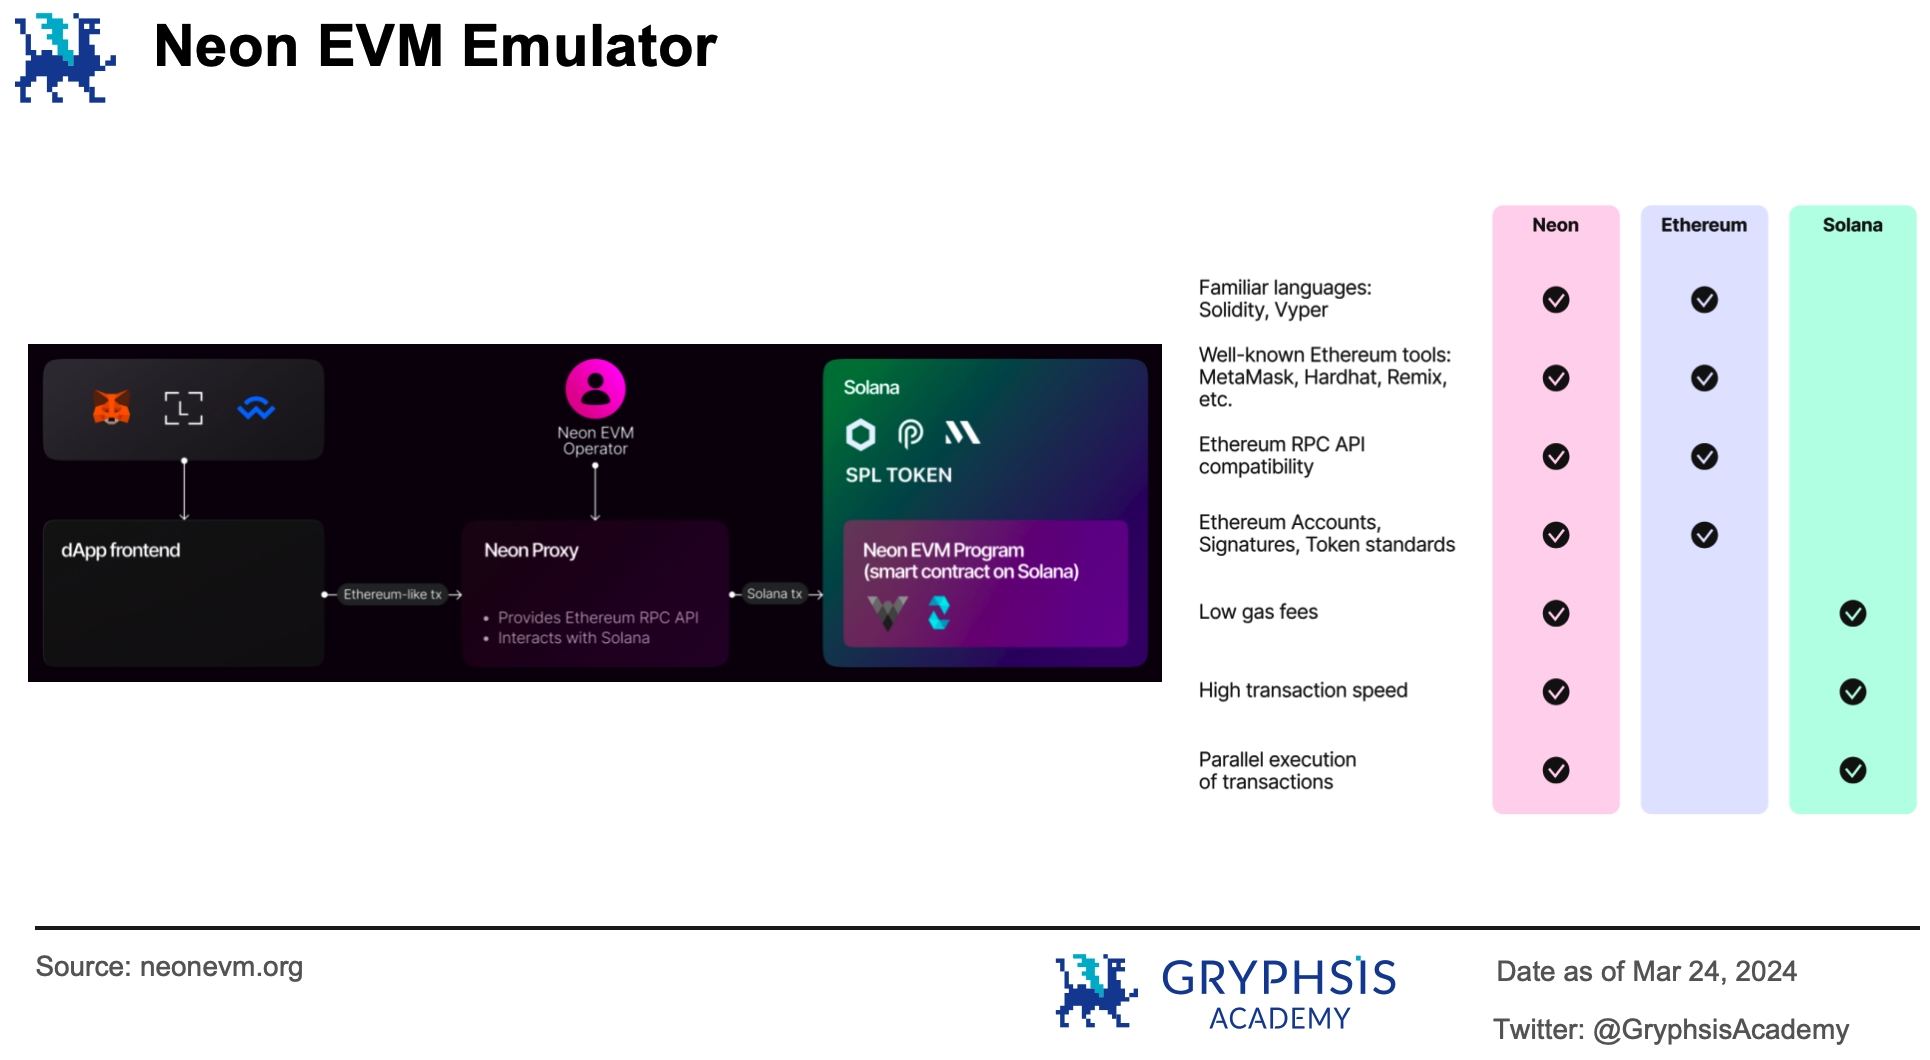 Neon EVM Emulator
Neon EVM
Operator
dApp frontend
Ethereum-like tx
Neon Proxy
• Provides Ethereum RPC API
• Interacts with Solana
Solana tx
Solana
SPL TOKEN
Neon EVM Program
(smart contract on Solana)
Neon
Ethereum
Solana
Familiar languages:
Solidity, Vyper
Well-known Ethereum tools:
MetaMask, Hardhat, Remix,
etc.
Ethereum RPC API
compatibility
Ethereum Accounts,
Signatures, Token standards
Low gas fees
High transaction speed
Parallel execution
of transactions
Source: neonevm.org
GRYPHSIS
ACADEMY
Date as of Mar 24, 2024
Twitter: @GryphsisAcademy